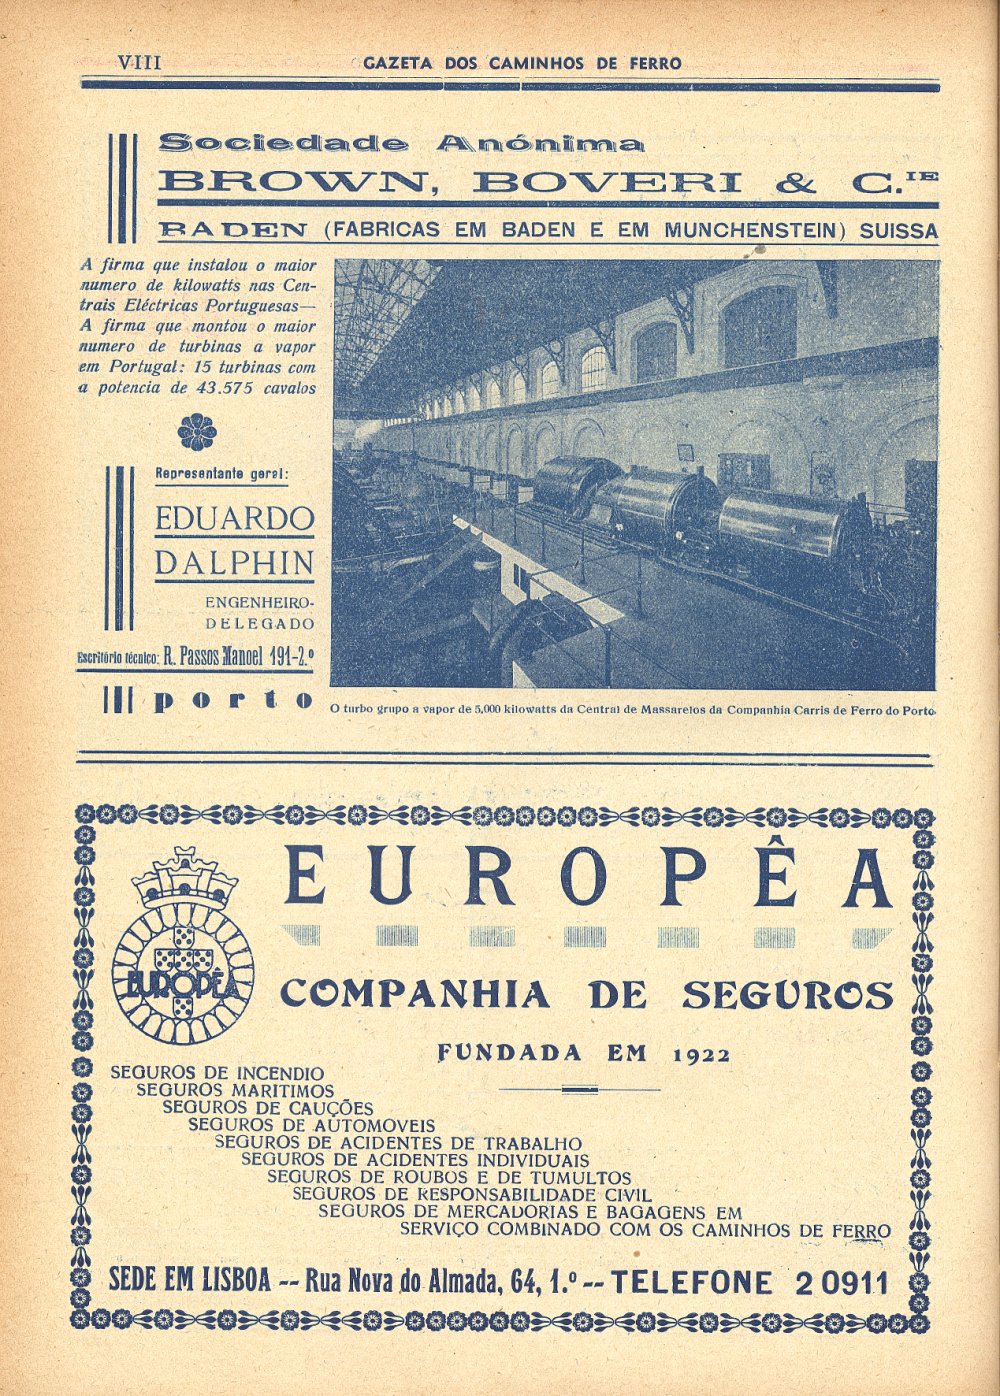 VIII
GAZETA DOS CAMINHOS DE FERRO
Sociedade Anónima
BROWN, BOVERI & C.IE
BADEN (FABRICAS EM BADEN E EM MUNCHENSTEIN) SUISSA
A firma que instalou o maior
numero de kilowatts nas Cen-
trais Eléctricas Portuguesas—
A firma que montou o maior
numero de turbinas a vapor
em Portugal: 15 turbinas com
a potencia de 43.575 cavalos
Representante geral:
EDUARDO
DALPHIN
ENGENHEIRO-
DELEGADO
Escritório técnico: R. Passos Manoel 191-2.º
porto
O turbo grupo a vapor de 5,000 kilowatts da Central de Massarelos da Companhia Carris de Ferro do Porto.
EUROPÊA
EUROPÊA
COMPANHIA DE SEGUROS
FUNDADA EM 1922
SEGUROS DE INCENDIO
SEGUROS MARITIMOS
SEGUROS DE CAUÇÕES
SEGUROS DE AUTOMOVEIS
SEGUROS DE ACIDENTES DE TRABALHO
SEGUROS DE ACIDENTES INDIVIDUAIS
SEGUROS DE ROUBOS E DE TUMULTOS
SEGUROS DE RESPONSABILIDADE CIVIL
SEGUROS DE MERCADORIAS E BAGAGENS EM
SERVIÇO COMBINADO COM OS CAMINHOS DE FERRO
SEDE EM LISBOA -- Rua Nova do Almada, 64, 1.º -- TELEFONE 20911